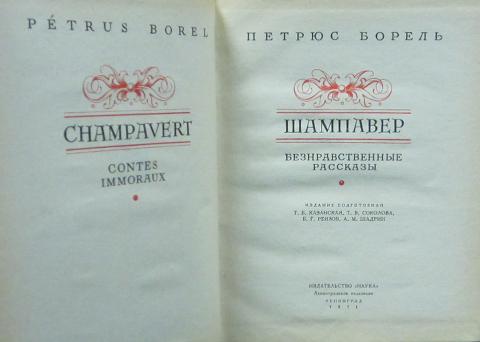 PÉTRUS BOREL
CHAMPAVERT
CONTES
IMMORAUX
ПЕТРЮС БОРЕЛЬ
ШАМПАВЕР
БЕЗНРАВСТВЕННЫЕ
РАССКАЗЫ
ИЗДАНИЕ ПОДГОТОВИЛИ
Т. В. СОКОЛОВА,
Б. Г. РЕИЗОВ, А. М. ШАДРИН
ИЗДАТЕЛЬСТВО «НАУКА»
Ленинградское отделение
ЛЕНИНГРАД
1971